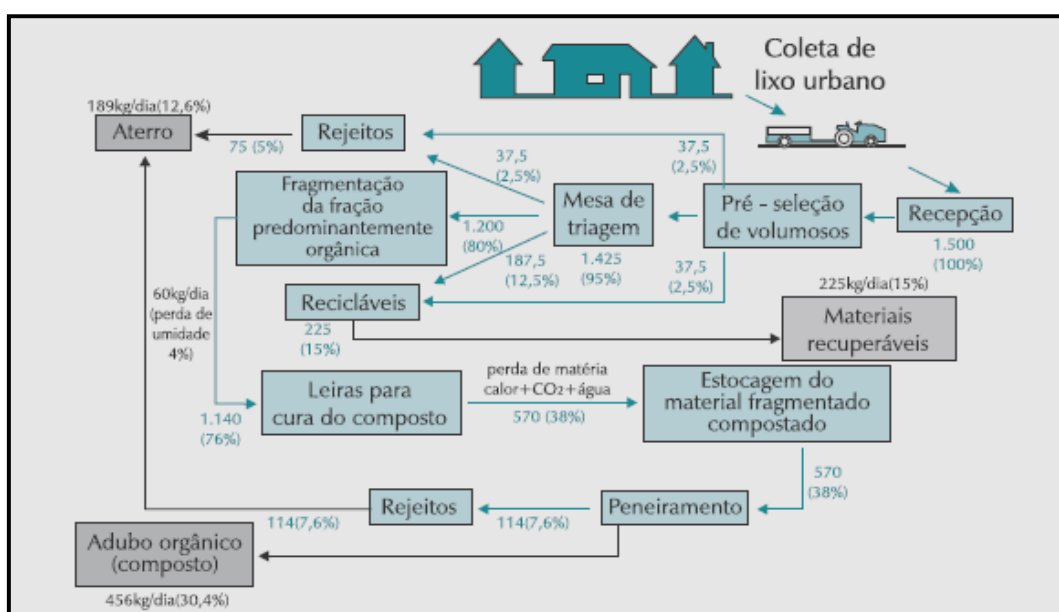 Coleta de
lixo urbano
189kg/dia(12,6%)
Aterro
75 (5%)
Rejeitos
37,5
(2,5%)
37,5
(2,5%)
Fragmentação
da fração
predominantemente
orgânica
1.200
(80%)
Mesa de
triagem
1.425
(95%)
Pré - seleção
de volumosos
Recepção
1.500
(100%)
187,5
(12,5%)
37,5
(2,5%)
225kg/dia(15%)
Materiais
recuperáveis
60kg/dia
(perda de
umidade
4%)
Recicláveis
225
(15%)
1.140
(76%)
Leiras para
cura do composto
perda de matéria
calor+CO2+água
570 (38%)
Estocagem do
material fragmentado
compostado
570
(38%)
Peneiramento
114(7,6%)
Rejeitos
114(7,6%)
Adubo orgânico
(composto)
456kg/dia(30,4%)